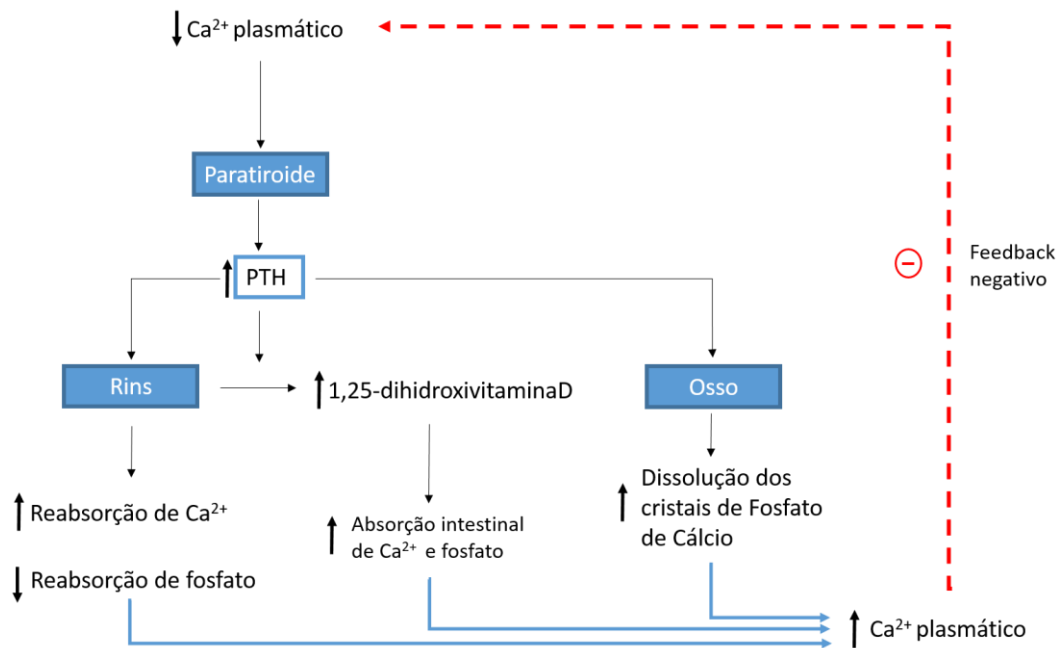 ↓ Ca²⁺ plasmático
Paratiroide
↑ PTH
Feedback
negativo
Rins
↑ 1,25-dihidroxivitaminaD
Osso
↑ Reabsorção de Ca²⁺
↓ Reabsorção de fosfato
↑ Absorção intestinal
de Ca²⁺ e fosfato
↑ Dissolução dos
cristais de Fosfato
de Cálcio
↑ Ca²⁺ plasmático